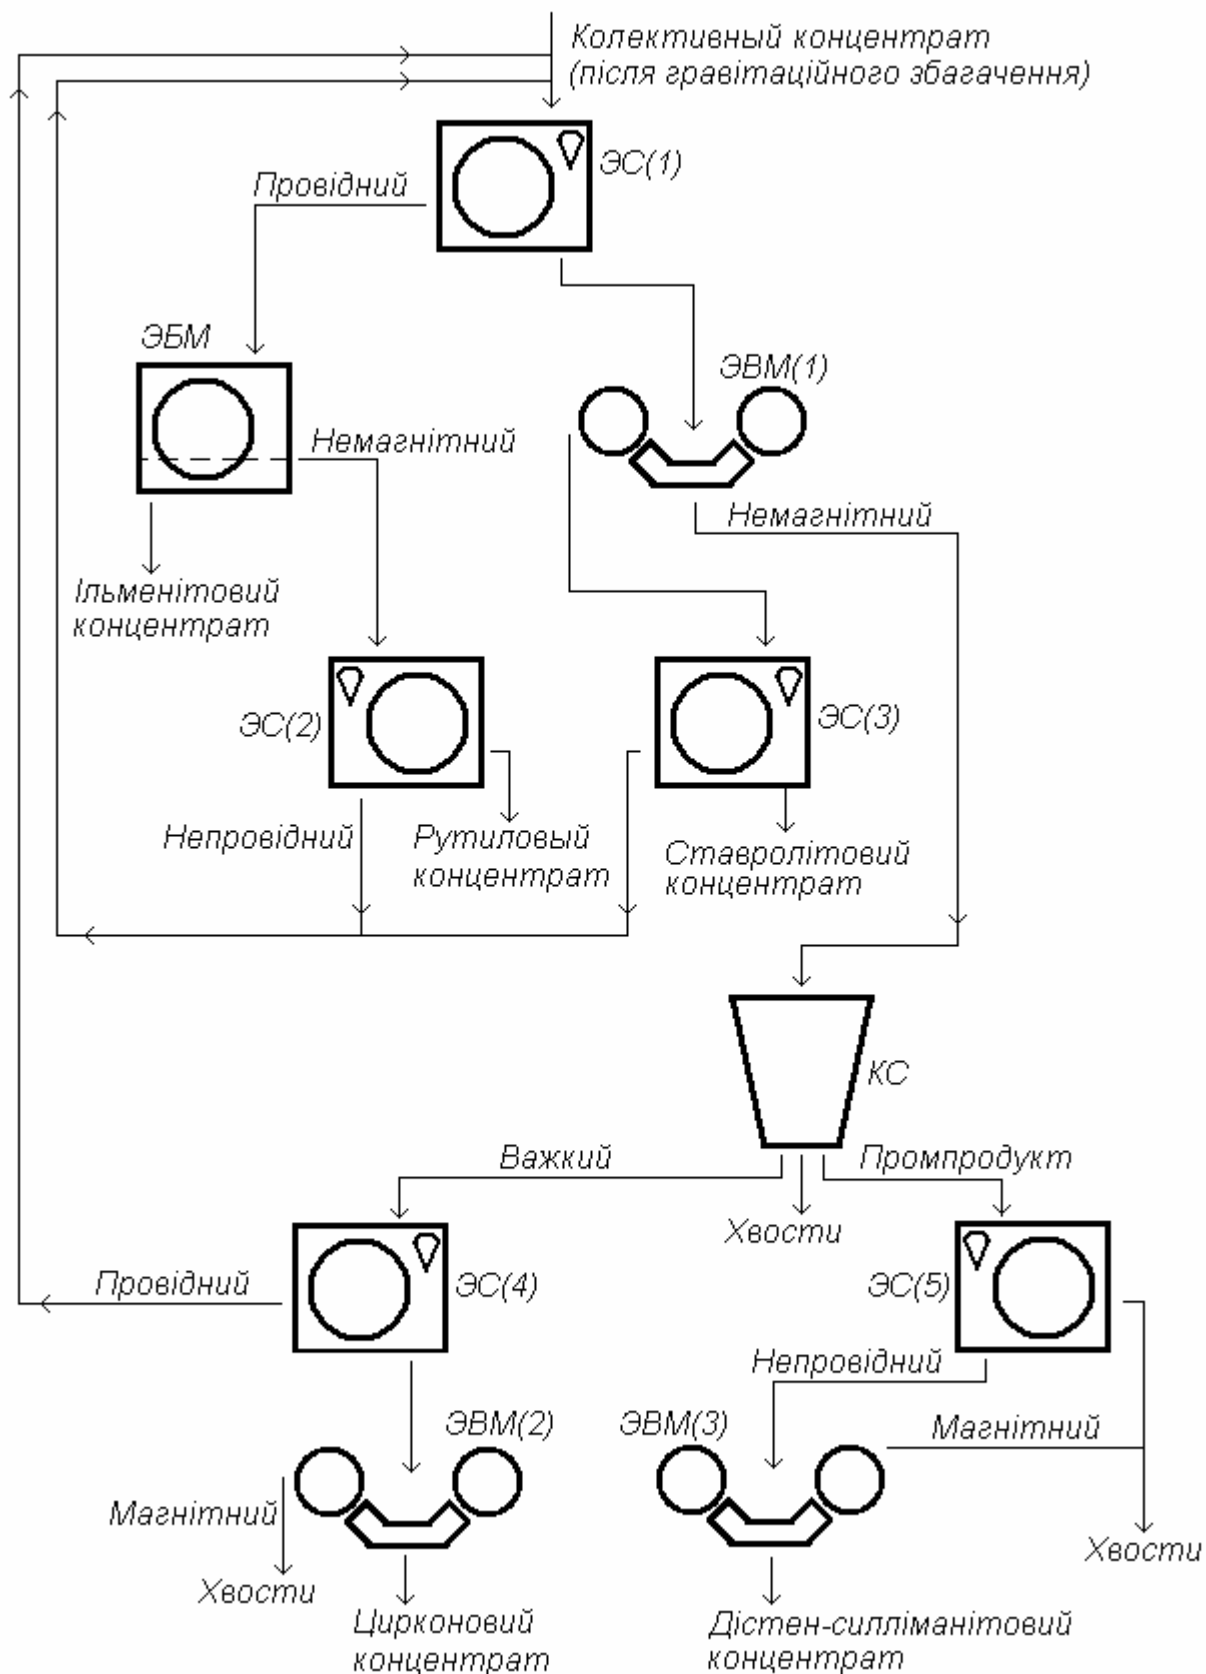 Колективный концентрат
(після гравітаційного збагачення)
ЭС(1)
Провідний
ЭБМ
ЭВМ(1)
Немагнітний
Немагнітний
Ільменітовий
концентрат
ЭС(2)
ЭС(3)
Непровідний
Рутиловый
концентрат
Ставролітовий
концентрат
КС
Важкий
Промпродукт
Хвости
Провідний
ЭС(4)
ЭС(5)
Непровідний
ЭВМ(2)
ЭВМ(3)
Магнітний
Магнітний
Хвости
Хвости
Цирконовий
концентрат
Дістен-силліманітовий
концентрат